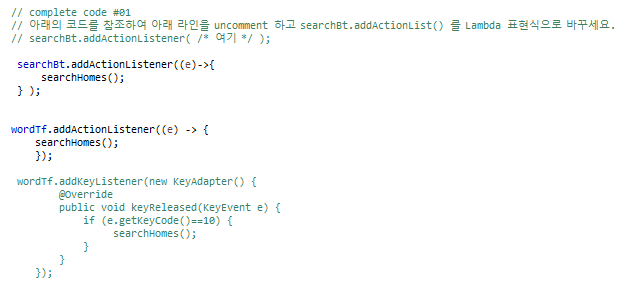 // complete code #01
// 아래의 코드를 참조하여 아래 라인을 uncomment 하고 searchBt.addActionList() 를 Lambda 표현식으로 바꾸세요.
// searchBt.addActionListener( /* 여기 */ );
searchBt.addActionListener((e)->{
searchHomes();
} );
wordTf.addActionListener((e) -> {
searchHomes();
});
wordTf.addKeyListener(new KeyAdapter() {
@Override
public void keyReleased(KeyEvent e) {
if (e.getKeyCode()==10) {
searchHomes();
}
}
});